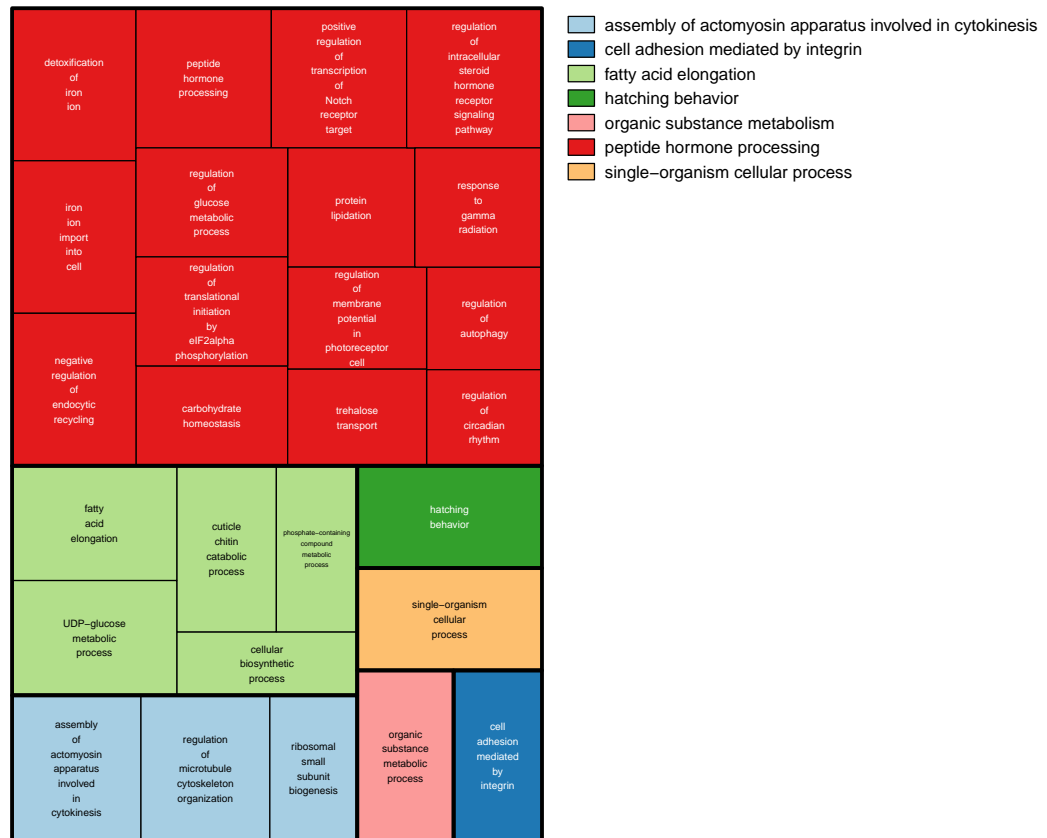 detoxification
of
iron
ion
peptide
hormone
processing
positive
regulation
of
transcription
of
Notch
receptor
target
regulation
of
intracellular
steroid
hormone
receptor
signaling
pathway
iron
ion
import
into
cell
regulation
of
glucose
metabolic
process
protein
lipidation
response
to
gamma
radiation
regulation
of
translational
initiation
by
eIF2alpha
phosphorylation
regulation
of
membrane
potential
in
photoreceptor
cell
regulation
of
autophagy
negative
regulation
of
endocytic
recycling
carbohydrate
homeostasis
trehalose
transport
regulation
of
circadian
rhythm
fatty
acid
elongation
cuticle
chitin
catabolic
process
phosphate−containing
compound
metabolic
process
hatching
behavior
UDP−glucose
metabolic
process
cellular
biosynthetic
process
single−organism
cellular
process
assembly
of
actomyosin
apparatus
involved
in
cytokinesis
regulation
of
microtubule
cytoskeleton
organization
ribosomal
small
subunit
biogenesis
organic
substance
metabolic
process
cell
adhesion
mediated
by
integrin
assembly of actomyosin apparatus involved in cytokinesis
cell adhesion mediated by integrin
fatty acid elongation
hatching behavior
organic substance metabolism
peptide hormone processing
single−organism cellular process